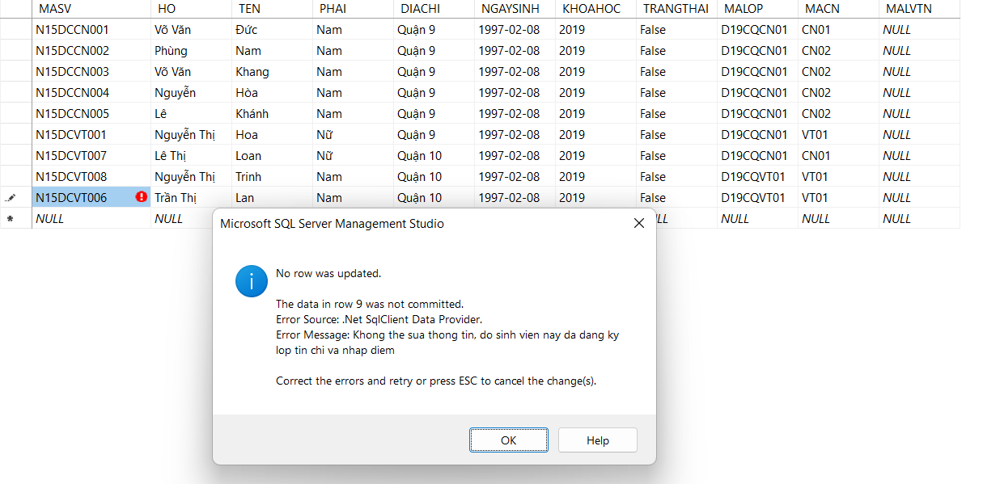 MASV HO TEN PHAI DIACHI NGAYSINH KHOAHOC TRANGTHAI MALOP MACN MALVTN
N15DCCN001 Võ Văn Đức Nam Quận 9 1997-02-08 2019 False D19CQCN01 CN01 NULL
N15DCCN002 Phùng Nam Nam Quận 9 1997-02-08 2019 False D19CQCN01 CN02 NULL
N15DCCN003 Võ Văn Khang Nam Quận 9 1997-02-08 2019 False D19CQCN01 CN02 NULL
N15DCCN004 Nguyễn Hòa Nam Quận 9 1997-02-08 2019 False D19CQCN01 CN02 NULL
N15DCCN005 Lê Khánh Nam Quận 9 1997-02-08 2019 False D19CQCN01 CN02 NULL
N15DCVT001 Nguyễn Thị Hoa Nữ Quận 9 1997-02-08 2019 False D19CQCN01 VT01 NULL
N15DCVT007 Lê Thị Loan Nữ Quận 10 1997-02-08 2019 False D19CQCN01 CN01 NULL
N15DCVT008 Nguyễn Thị Trinh Nam Quận 10 1997-02-08 2019 False D19CQVT01 VT01 NULL
N15DCVT006 Trần Thị Lan Nam Quận 10 1997-02-08 2019 False D19CQVT01 VT01 NULL
NULL NULL LL NULL NULL NULL
Microsoft SQL Server Management Studio
No row was updated.
The data in row 9 was not committed.
Error Source: .Net SqlClient Data Provider.
Error Message: Khong the sua thong tin, do sinh vien nay da dang ky
lop tin chi va nhap diem
Correct the errors and retry or press ESC to cancel the change(s).
OK Help